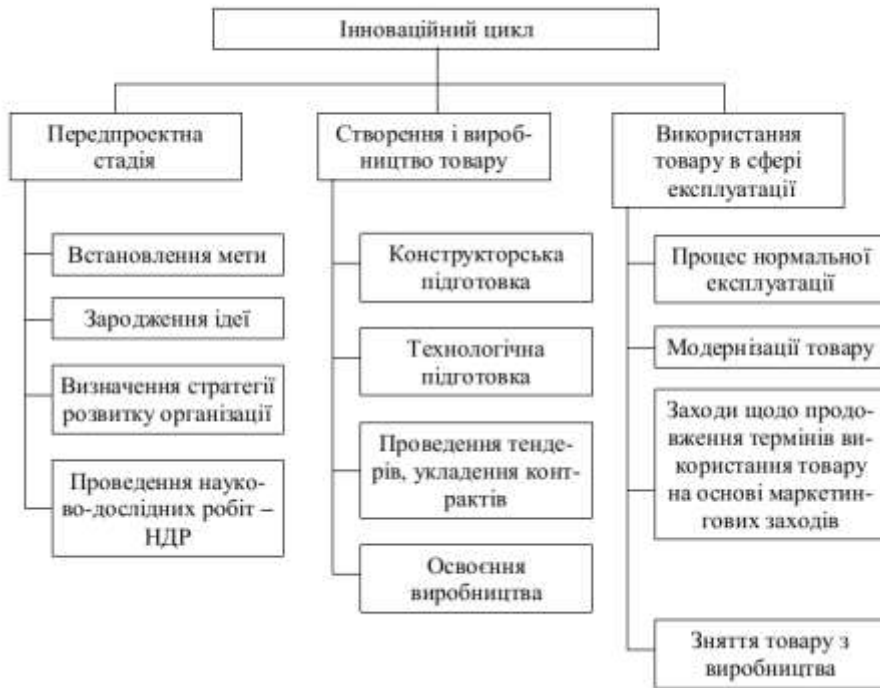 Інноваційний цикл
Передпроектна
стадія
Встановлення мети
Зародження ідеї
Визначення стратегії
розвитку організації
Проведення науко-
во-дослідних робіт –
НДР
Створення і вироб-
ництво товару
Конструкторська
підготовка
Технологічна
підготовка
Проведення тенде-
рів, укладення конт-
рактів
Освоєння
виробництва
Використання
товару в сфері
експлуатації
Процес нормальної
експлуатації
Модернізації товару
Заходи щодо продо-
вження термінів ви-
користання товару
на основі маркетин-
гових заходів
Зняття товару з
виробництва